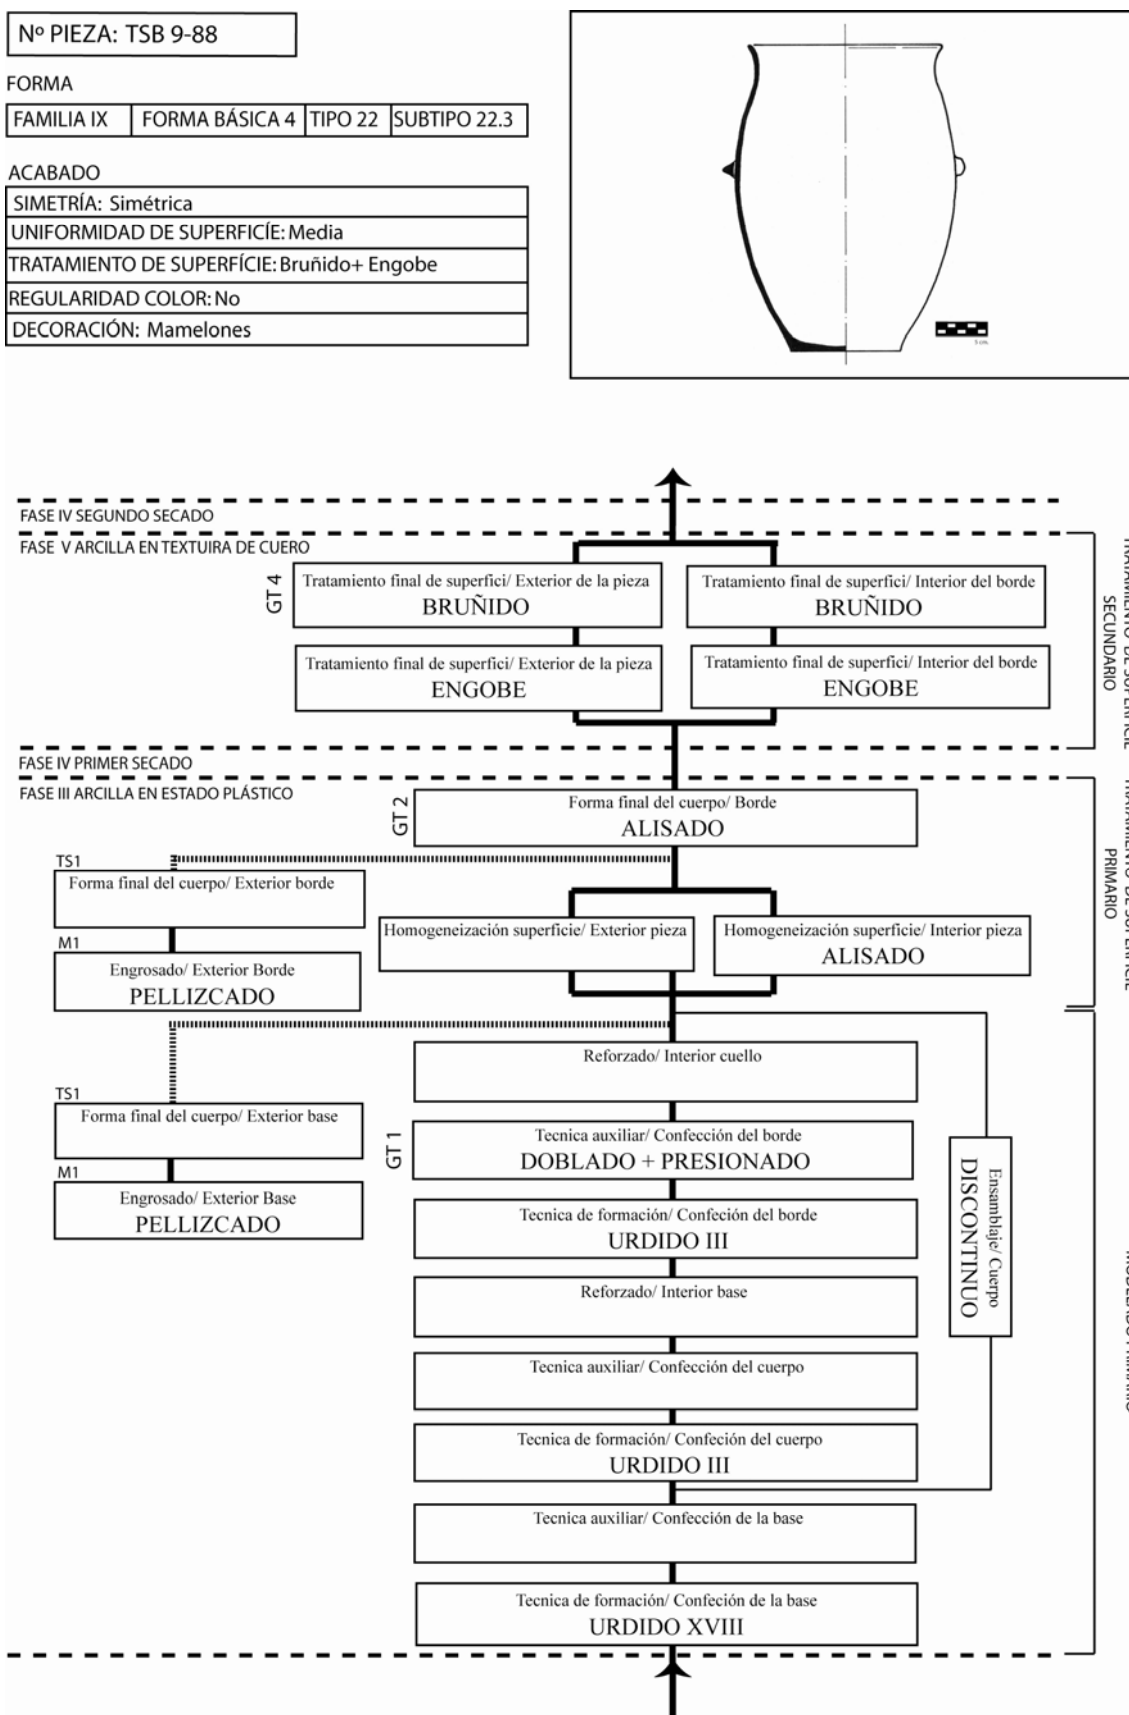 Nº PIEZA: TSB 9-88
FORMA
FAMILIA IX
FORMA BÁSICA 4
TIPO 22
SUBTIPO 22.3
ACABADO
SIMETRÍA: Simétrica
UNIFORMIDAD DE SUPERFICÍE: Media
TRATAMIENTO DE SUPERFÍCIE: Bruñido+ Engobe
REGULARIDAD COLOR: No
DECORACIÓN: Mamelones
5 cm.
FASE IV SEGUNDO SECADO
FASE V ARCILLA EN TEXTUIRA DE CUERO
GT 4
Tratamiento final de superfici/ Exterior de la pieza
BRUÑIDO
Tratamiento final de superfici/ Interior del borde
BRUÑIDO
Tratamiento final de superfici/ Exterior de la pieza
ENGOBE
Tratamiento final de superfici/ Interior del borde
ENGOBE
SECUNDARIO
FASE IV PRIMER SECADO
FASE III ARCILLA EN ESTADO PLÁSTICO
GT 2
Forma final del cuerpo/ Borde
ALISADO
TS1
Forma final del cuerpo/ Exterior borde
M1
Engrosado/ Exterior Borde
PELLIZCADO
Homogeneización superficie/ Exterior pieza
Homogeneización superficie/ Interior pieza
ALISADO
PRIMARIO
Reforzado/ Interior cuello
TS1
Forma final del cuerpo/ Exterior base
M1
Engrosado/ Exterior Base
PELLIZCADO
GT 1
Tecnica auxiliar/ Confección del borde
DOBLADO + PRESIONADO
Tecnica de formación/ Confeción del borde
URDIDO III
Reforzado/ Interior base
Tecnica auxiliar/ Confección del cuerpo
Tecnica de formación/ Confeción del cuerpo
URDIDO III
Ensamblaje/ Cuerpo
DISCONTINUO
Tecnica auxiliar/ Confección de la base
Tecnica de formación/ Confeción de la base
URDIDO XVIII